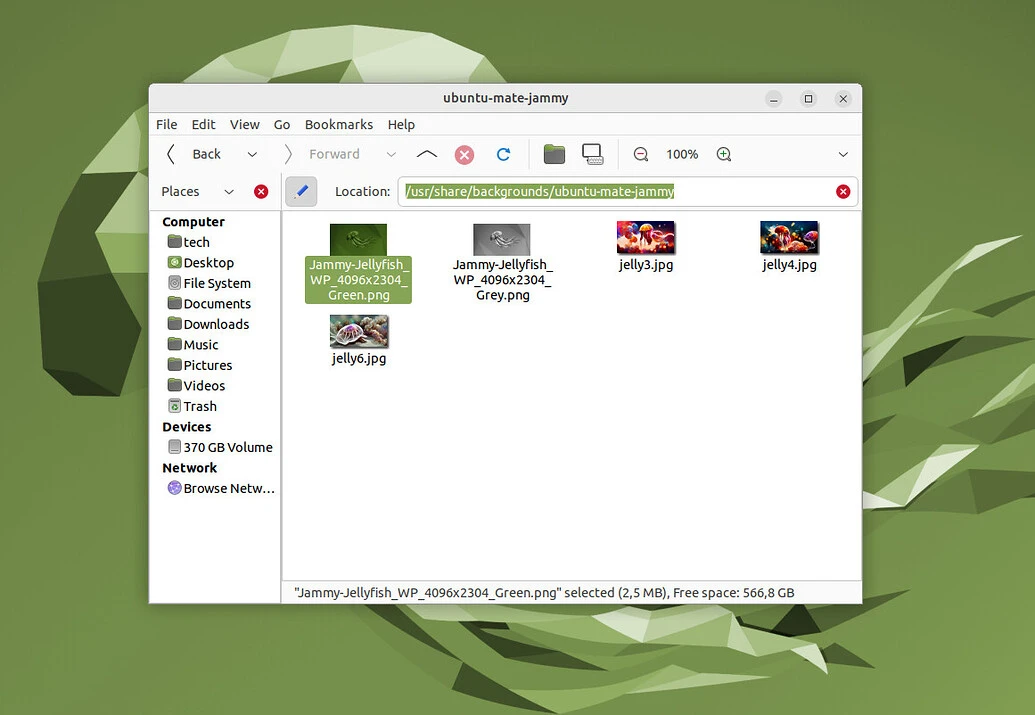 ubuntu-mate-jammy
File Edit View Go Bookmarks Help
Back Forward 100%
Places Location: /usr/share/backgrounds/ubuntu-mate-jammy
Computer
tech
Desktop
File System
Documents
Downloads
Music
Pictures
Videos
Trash
Devices
370 GB Volume
Network
Browse Netw...
Jammy-Jellyfish_
WP_4096x2304_
Green.png
Jammy-Jellyfish_
WP_4096x2304_
Grey.png
jelly3.jpg
jelly4.jpg
jelly6.jpg
"Jammy-Jellyfish_WP_4096x2304_Green.png" selected (2,5 MB), Free space: 566,8 GB